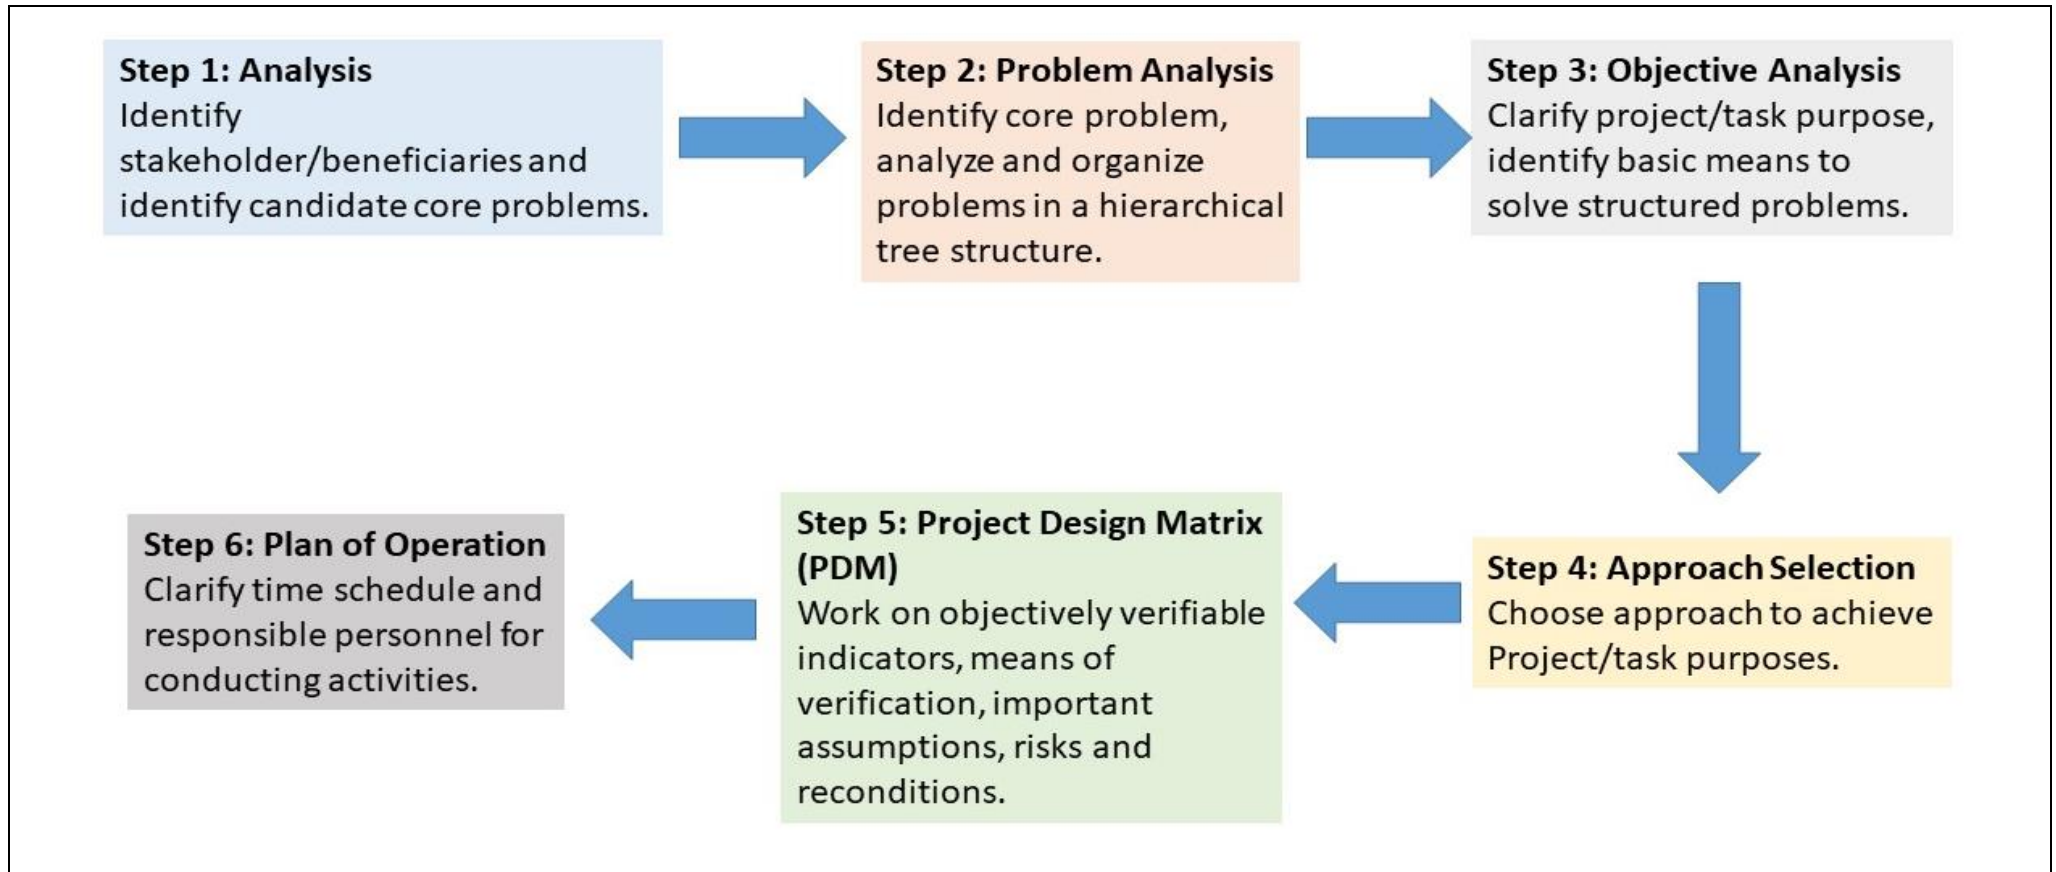 Step 1: Analysis
Identify
stakeholder/beneficiaries and
identify candidate core problems.
Step 2: Problem Analysis
Identify core problem,
analyze and organize
problems in a hierarchical
tree structure.
Step 3: Objective Analysis
Clarify project/task purpose,
identify basic means to
solve structured problems.
Step 4: Approach Selection
Choose approach to achieve
Project/task purposes.
Step 5: Project Design Matrix
(PDM)
Work on objectively verifiable
indicators, means of
verification, important
assumptions, risks and
reconditions.
Step 6: Plan of Operation
Clarify time schedule and
responsible personnel for
conducting activities.